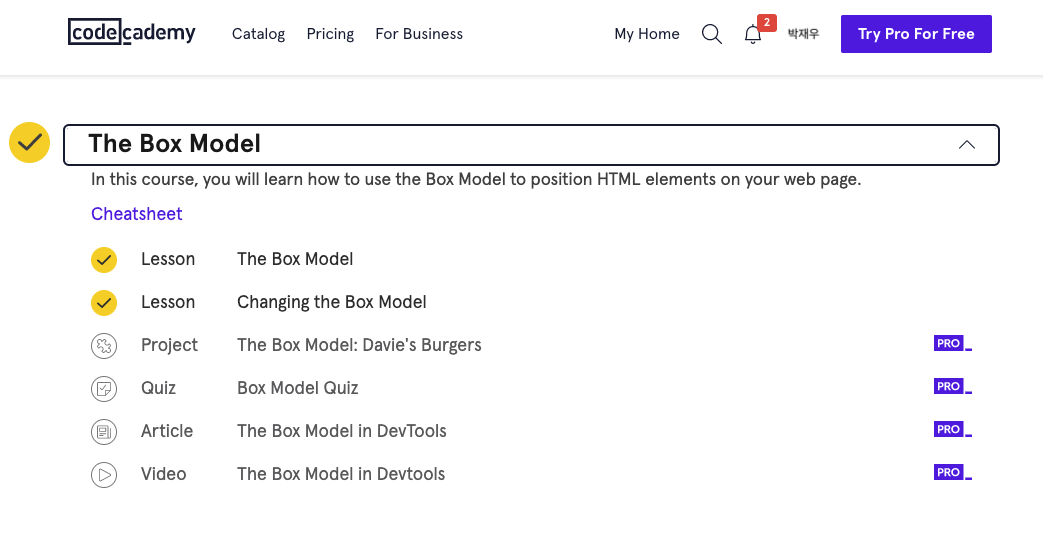 codecademy Catalog Pricing For Business My Home 2 박재우 Try Pro For Free
The Box Model
In this course, you will learn how to use the Box Model to position HTML elements on your web page.
Cheatsheet
Lesson The Box Model
Lesson Changing the Box Model
Project The Box Model: Davie's Burgers PRO
Quiz Box Model Quiz PRO
Article The Box Model in DevTools PRO
Video The Box Model in Devtools PRO